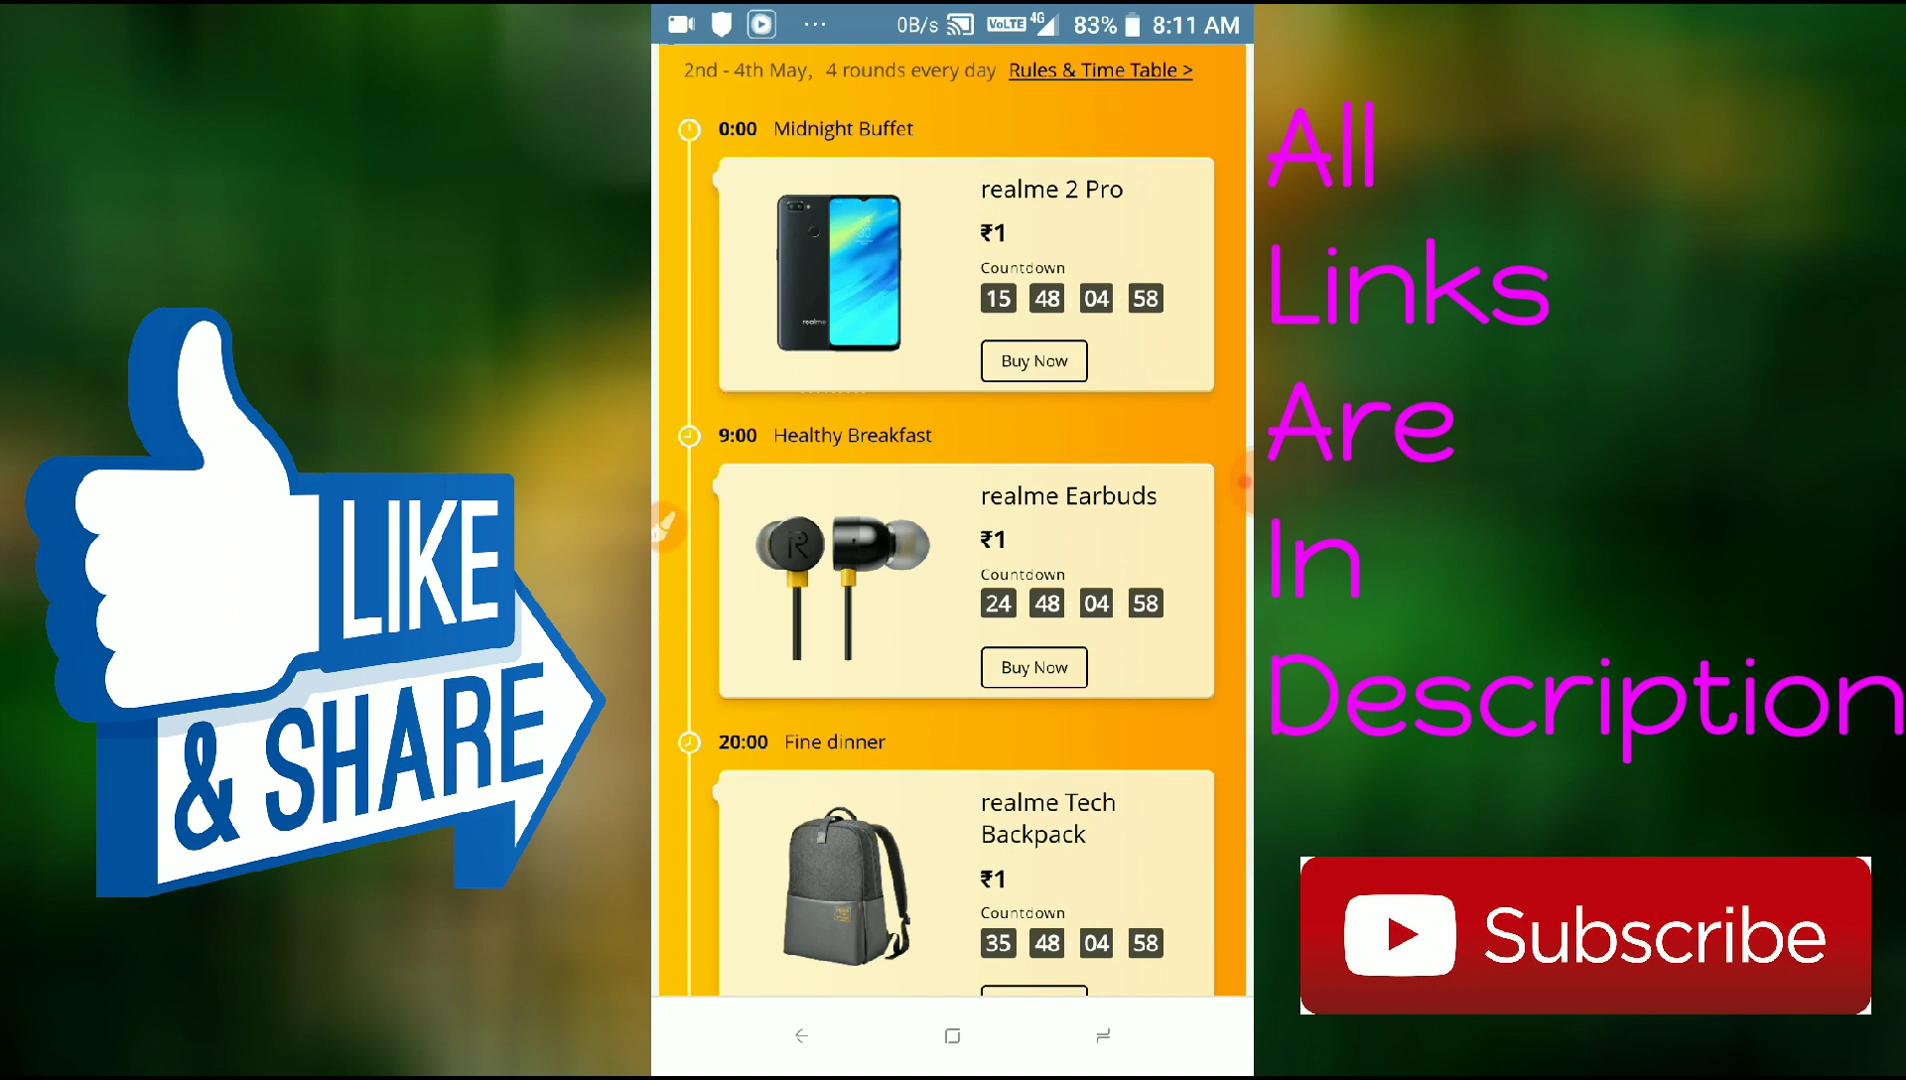 LIKE
& SHARE
0B/s VoLTE 4G 83% 8:11 AM
2nd - 4th May, 4 rounds every day Rules & Time Table >
0:00 Midnight Buffet
realme 2 Pro
₹1
Countdown
15 48 04 58
Buy Now
realme
9:00 Healthy Breakfast
realme Earbuds
₹1
Countdown
24 48 04 58
Buy Now
R
20:00 Fine dinner
realme Tech
Backpack
₹1
Countdown
35 48 04 58
All
Links
Are
In
Description
Subscribe